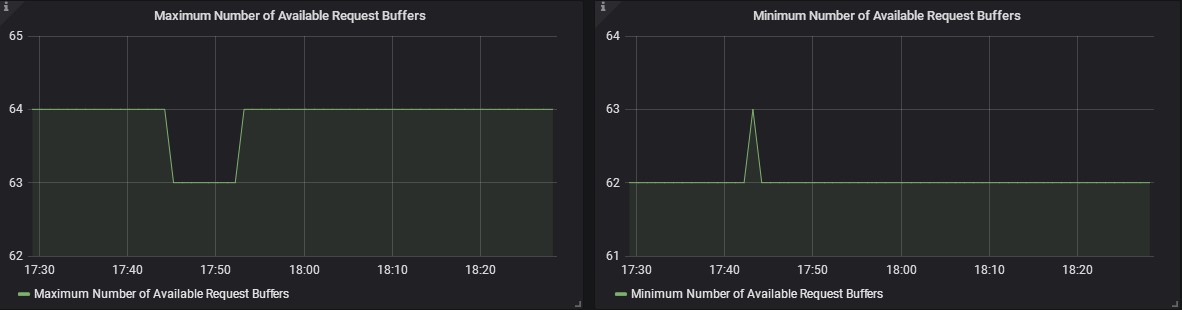 i
Maximum Number of Available Request Buffers
65
64
63
62
17:30 17:40 17:50 18:00 18:10 18:20
Maximum Number of Available Request Buffers
i
Minimum Number of Available Request Buffers
64
63
62
61
17:30 17:40 17:50 18:00 18:10 18:20
Minimum Number of Available Request Buffers